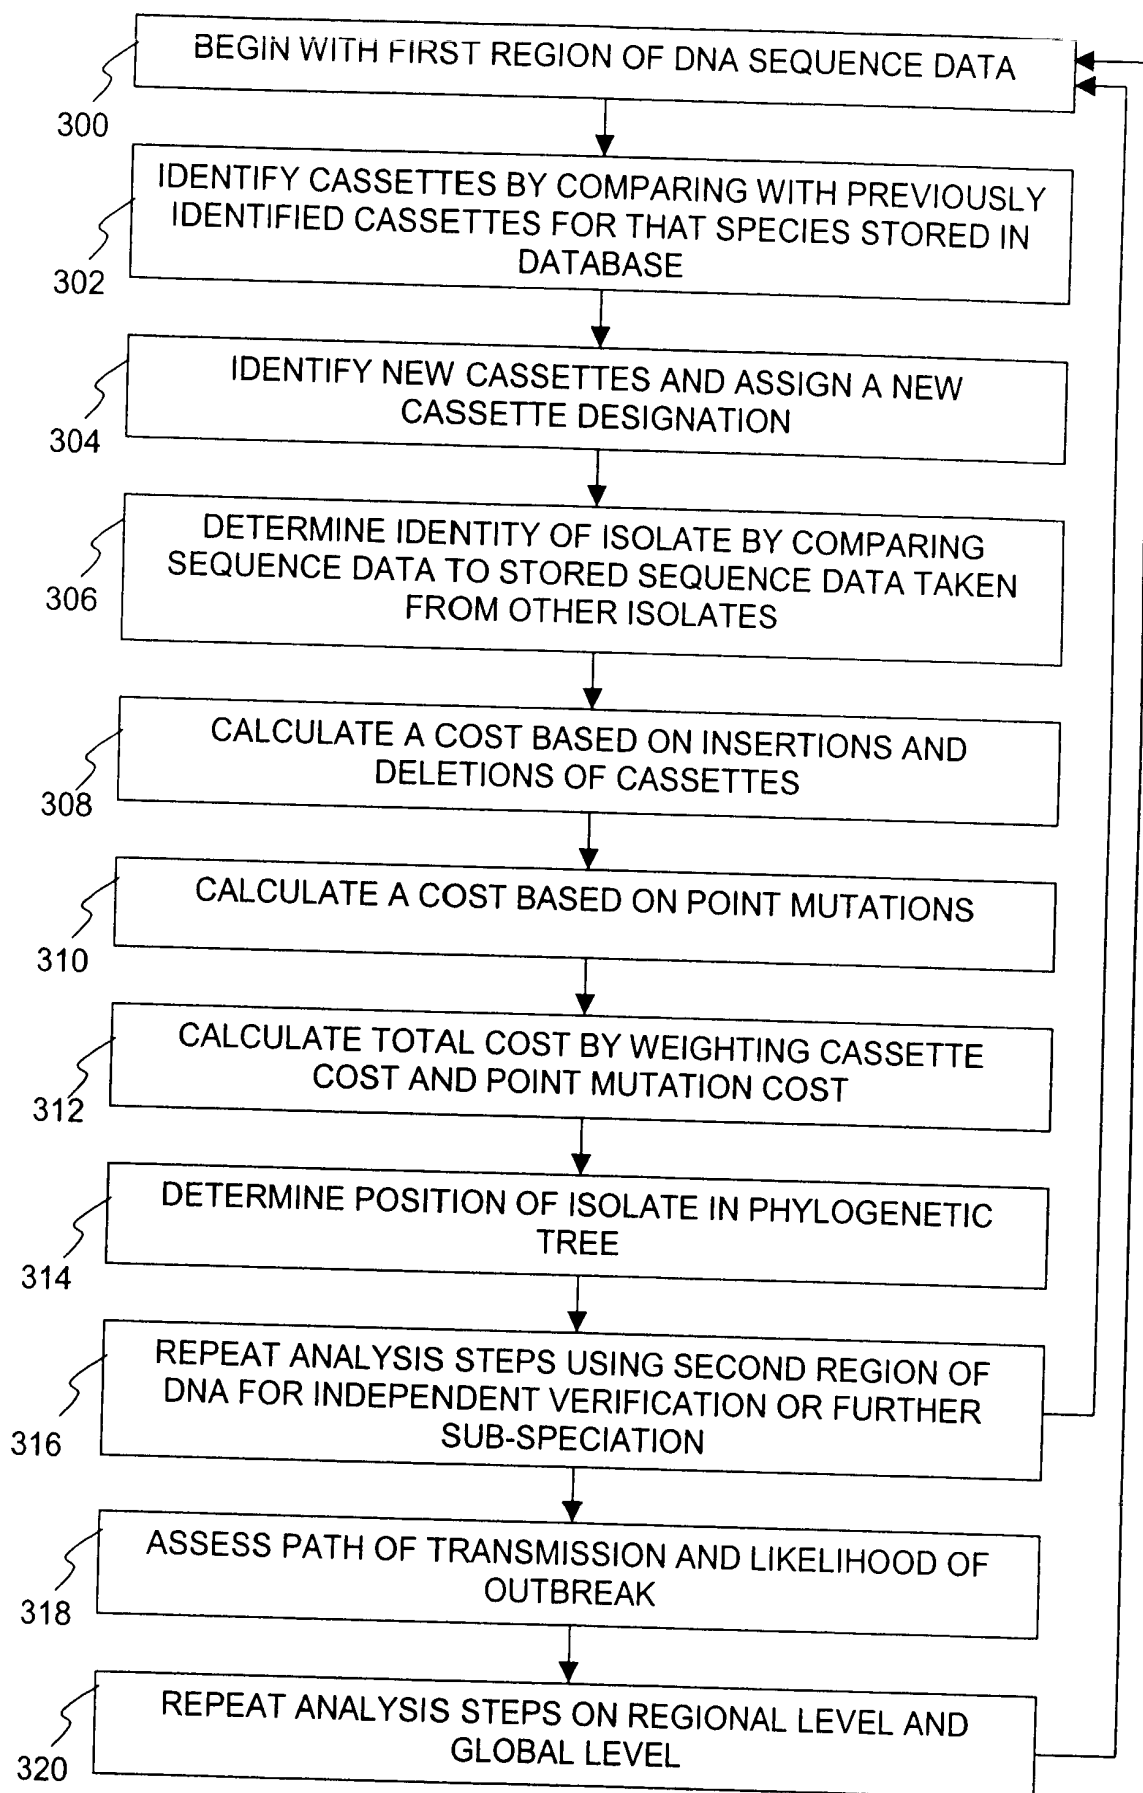 BEGIN WITH FIRST REGION OF DNA SEQUENCE DATA
300
IDENTIFY CASSETTES BY COMPARING WITH PREVIOUSLY
IDENTIFIED CASSETTES FOR THAT SPECIES STORED IN
DATABASE
302
IDENTIFY NEW CASSETTES AND ASSIGN A NEW
CASSETTE DESIGNATION
304
DETERMINE IDENTITY OF ISOLATE BY COMPARING
SEQUENCE DATA TO STORED SEQUENCE DATA TAKEN
FROM OTHER ISOLATES
306
CALCULATE A COST BASED ON INSERTIONS AND
DELETIONS OF CASSETTES
308
CALCULATE A COST BASED ON POINT MUTATIONS
310
CALCULATE TOTAL COST BY WEIGHTING CASSETTE
COST AND POINT MUTATION COST
312
DETERMINE POSITION OF ISOLATE IN PHYLOGENETIC
TREE
314
REPEAT ANALYSIS STEPS USING SECOND REGION OF
DNA FOR INDEPENDENT VERIFICATION OR FURTHER
SUB-SPECIATION
316
ASSESS PATH OF TRANSMISSION AND LIKELIHOOD OF
OUTBREAK
318
REPEAT ANALYSIS STEPS ON REGIONAL LEVEL AND
GLOBAL LEVEL
320